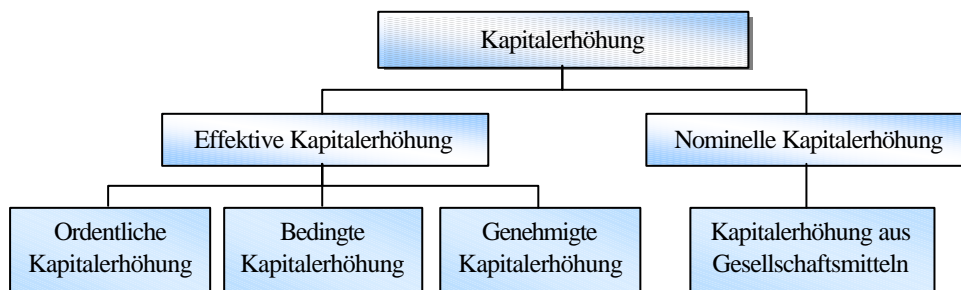 Kapitalerhöhung
Effektive Kapitalerhöhung
Nominelle Kapitalerhöhung
Ordentliche
Kapitalerhöhung
Bedingte
Kapitalerhöhung
Genehmigte
Kapitalerhöhung
Kapitalerhöhung aus
Gesellschaftsmitteln